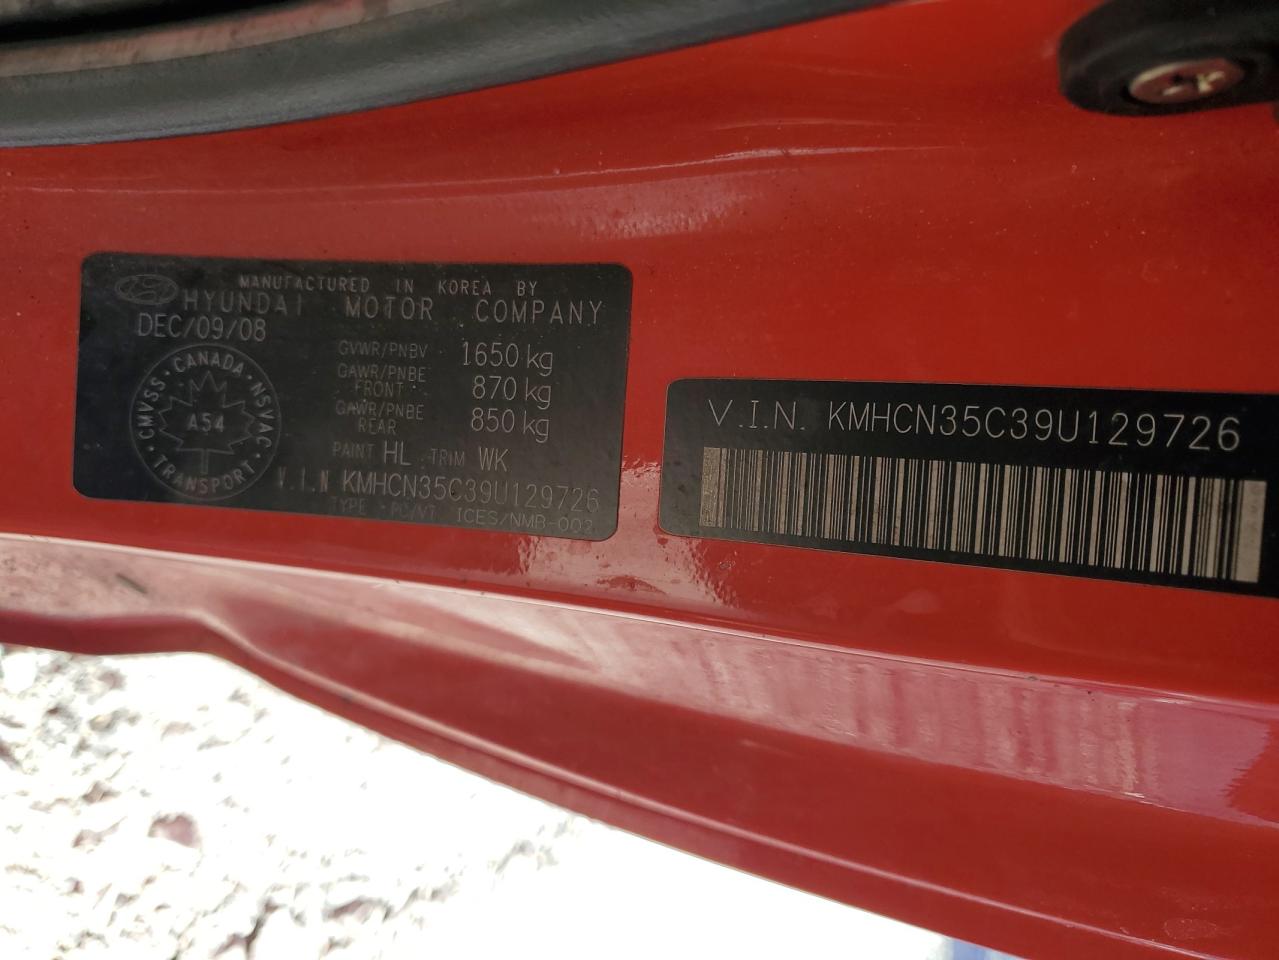 MANUFACTURED IN KOREA BY
HYUNDAI MOTOR COMPANY
DEC/09/08
GVWR/PNBV 1650 kg
GAWR/PNBE FRONT 870 kg
GAWR/PNBE REAR 850 kg
CMVSS · CANADA · NSVAC · TRANSPORT ·
A54
PAINT HL TRIM WK
V.I.N KMHCN35C39U129726
TYPE : PC/VT ICES/NMB-002
V.I.N. KMHCN35C39U129726